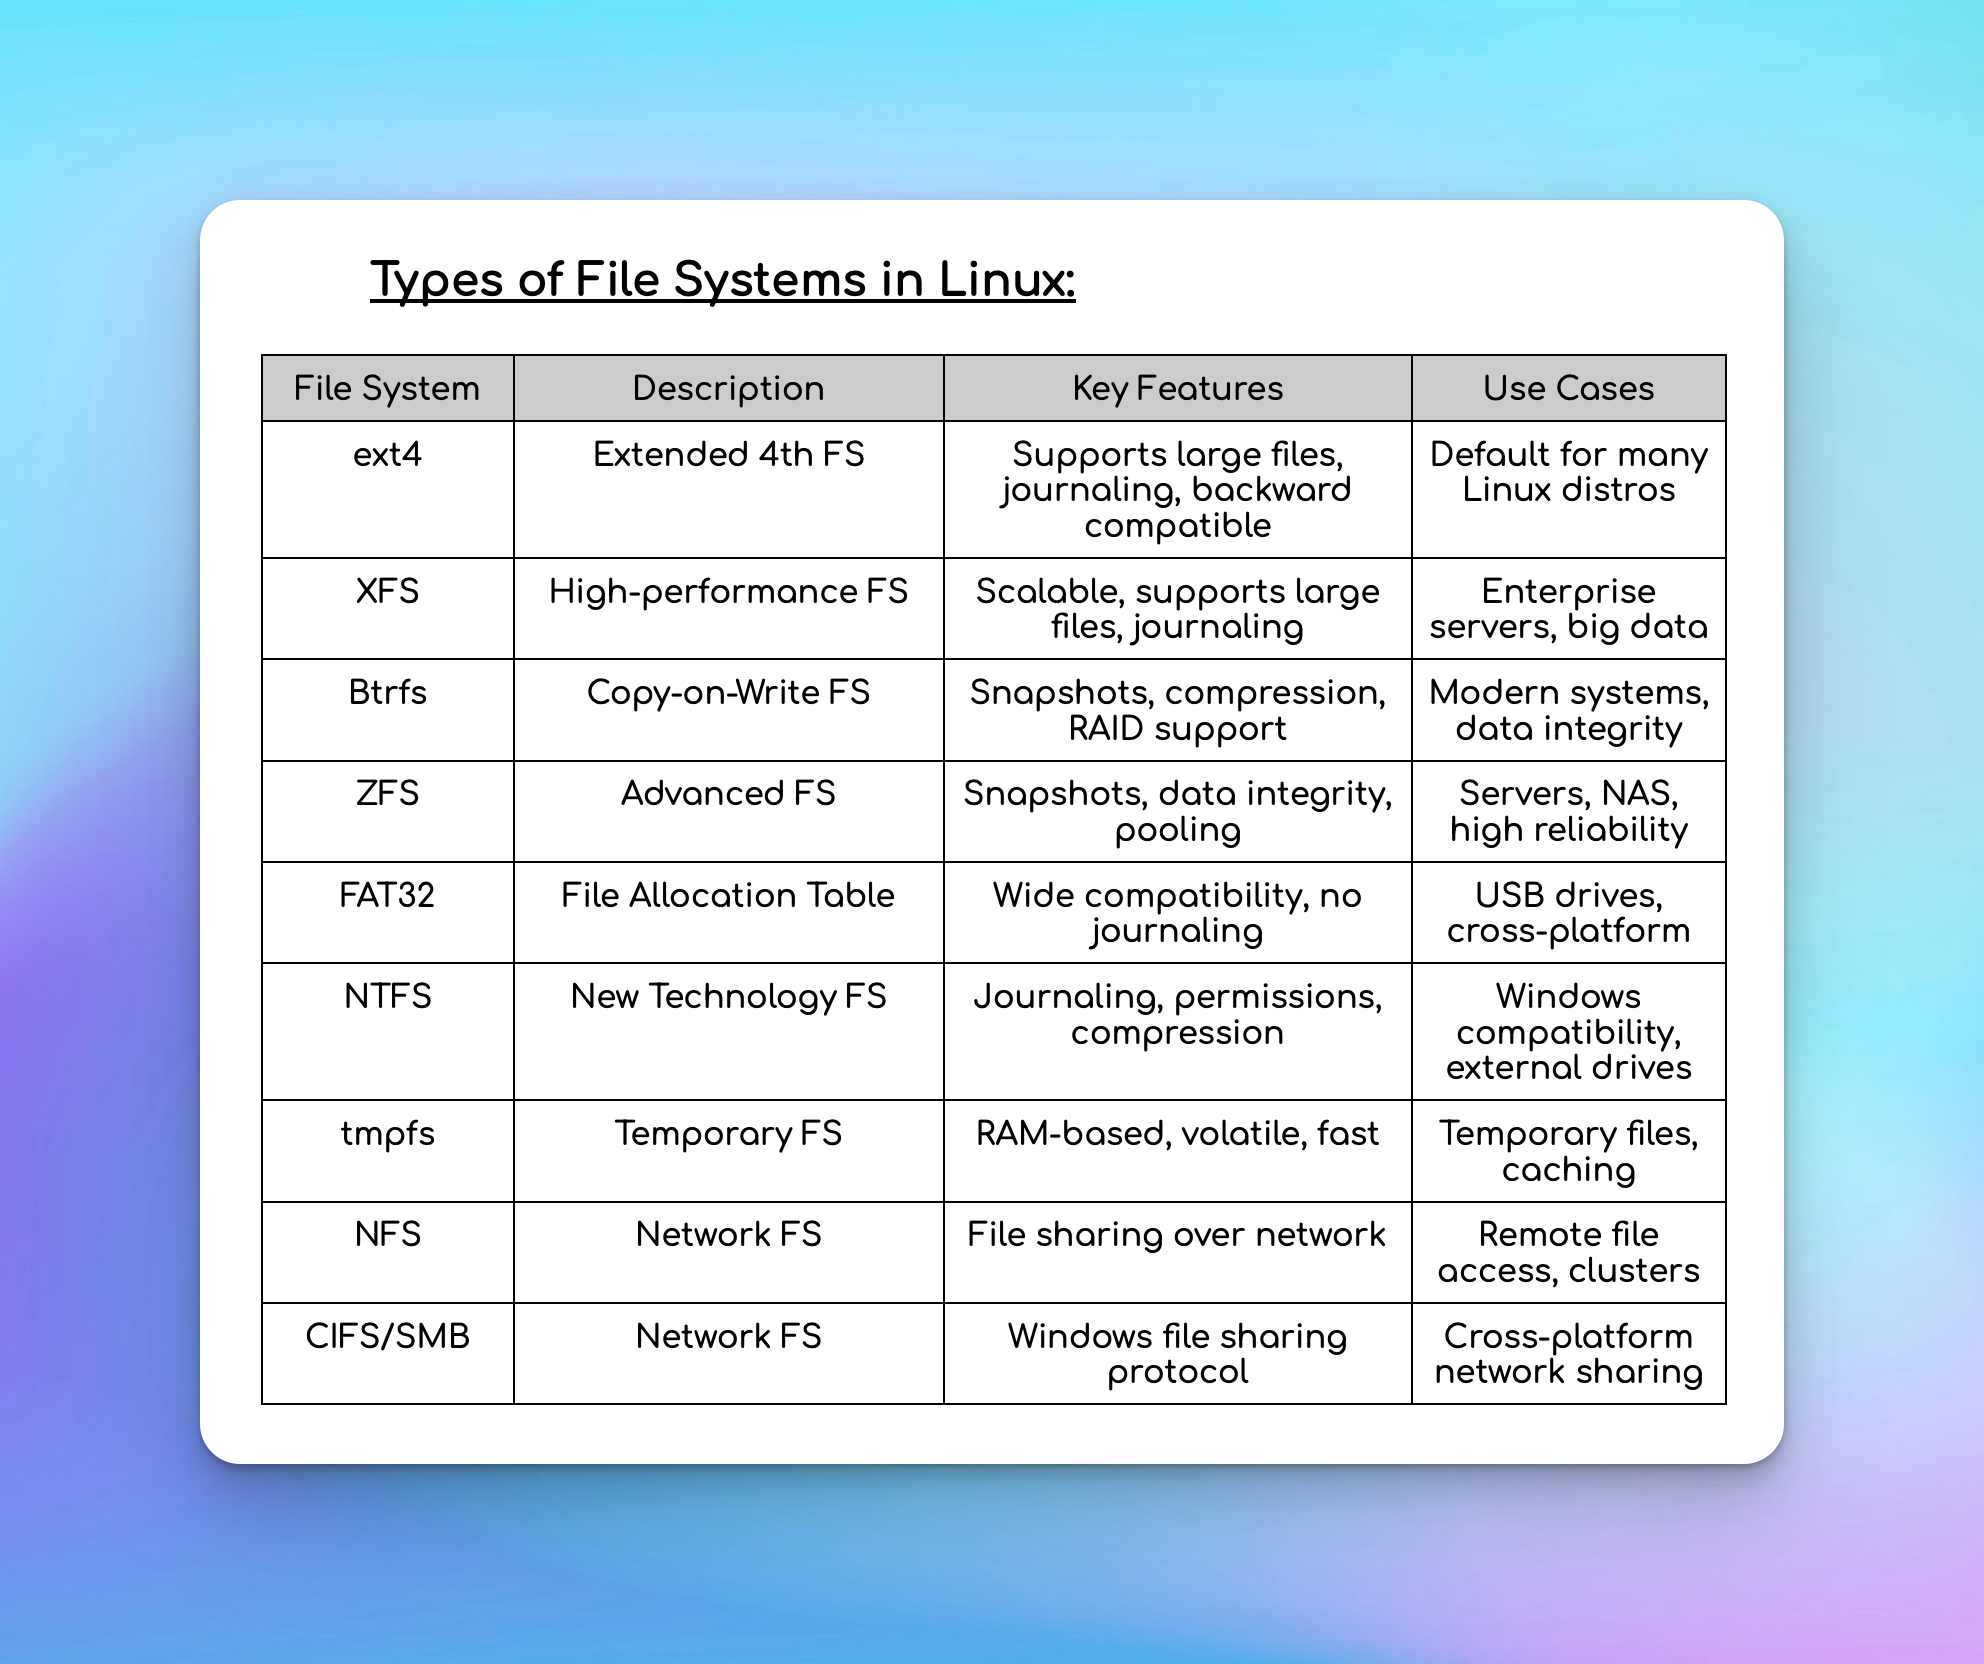 Types of File Systems in Linux:
File System Description Key Features Use Cases
ext4 Extended 4th FS Supports large files, Default for many
journaling, backward Linux distros
compatible
XFS High-performance FS Scalable, supports large Enterprise
files, journaling servers, big data
Btrfs Copy-on-Write FS Snapshots, compression, Modern systems,
RAID support data integrity
ZFS Advanced FS Snapshots, data integrity, Servers, NAS,
pooling high reliability
FAT32 File Allocation Table Wide compatibility, no USB drives,
journaling cross-platform
NTFS New Technology FS Journaling, permissions, Windows
compression compatibility,
external drives
tmpfs Temporary FS RAM-based, volatile, fast Temporary files,
caching
NFS Network FS File sharing over network Remote file
access, clusters
CIFS/SMB Network FS Windows file sharing Cross-platform
protocol network sharing